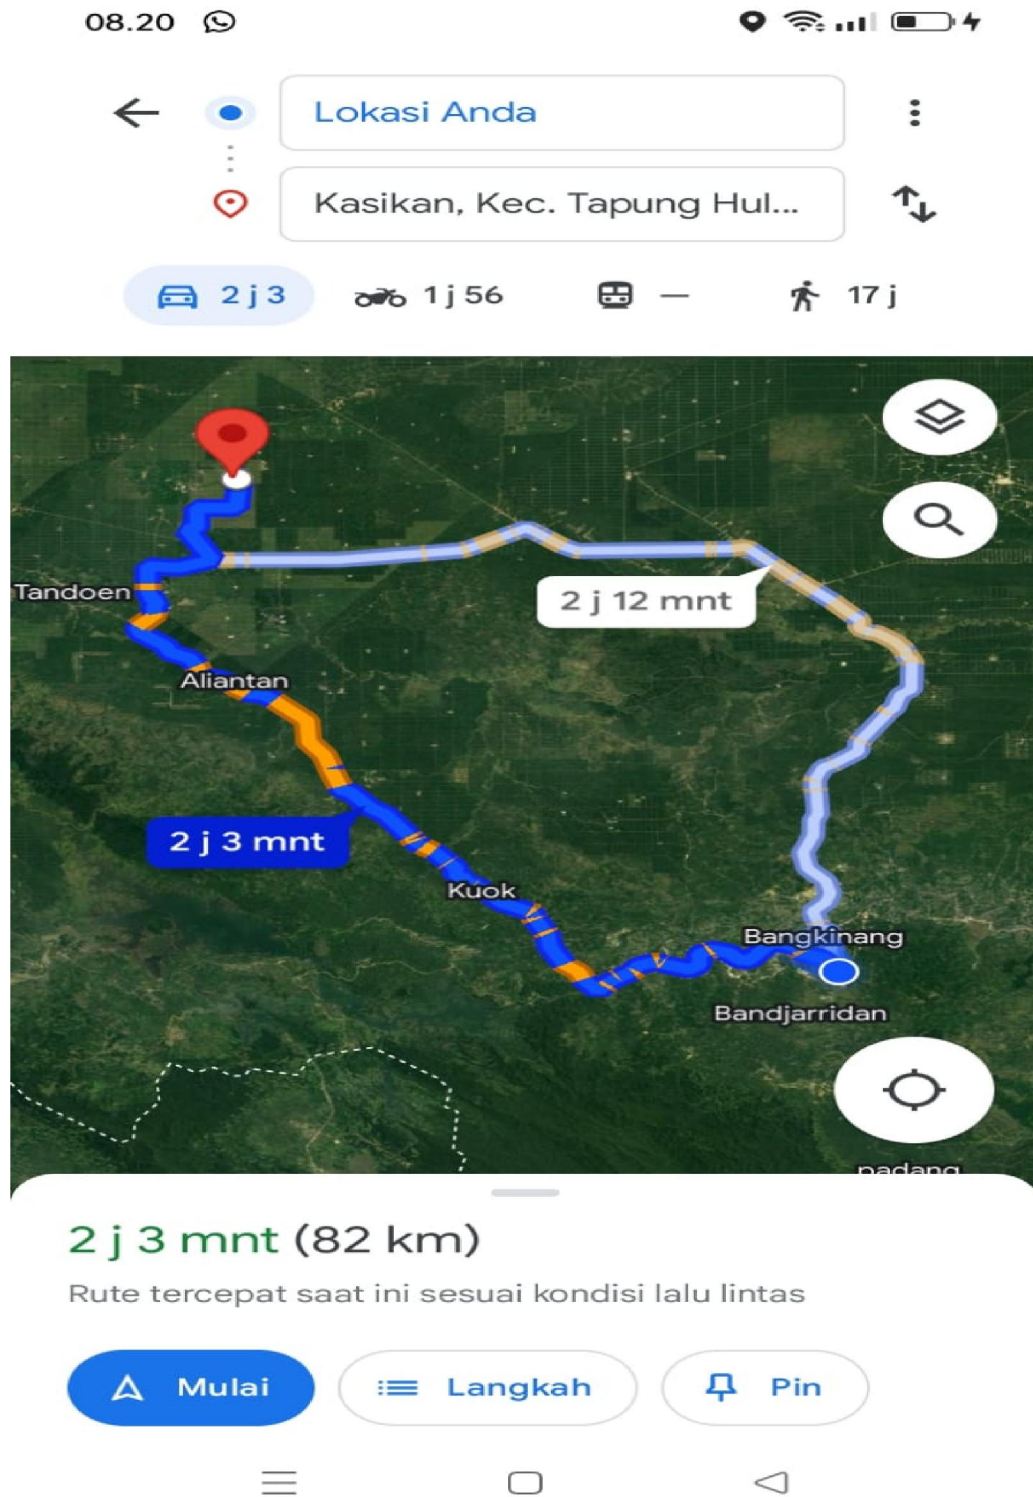 08.20
Lokasi Anda
Kasikan, Kec. Tapung Hul...
2 j 3
1 j 56
—
17 j
2 j 12 mnt
Tandoen
Aliantan
2 j 3 mnt
Kuok
Bangkinang
Bandjarridan
padang
2 j 3 mnt (82 km)
Rute tercepat saat ini sesuai kondisi lalu lintas
Mulai
Langkah
Pin